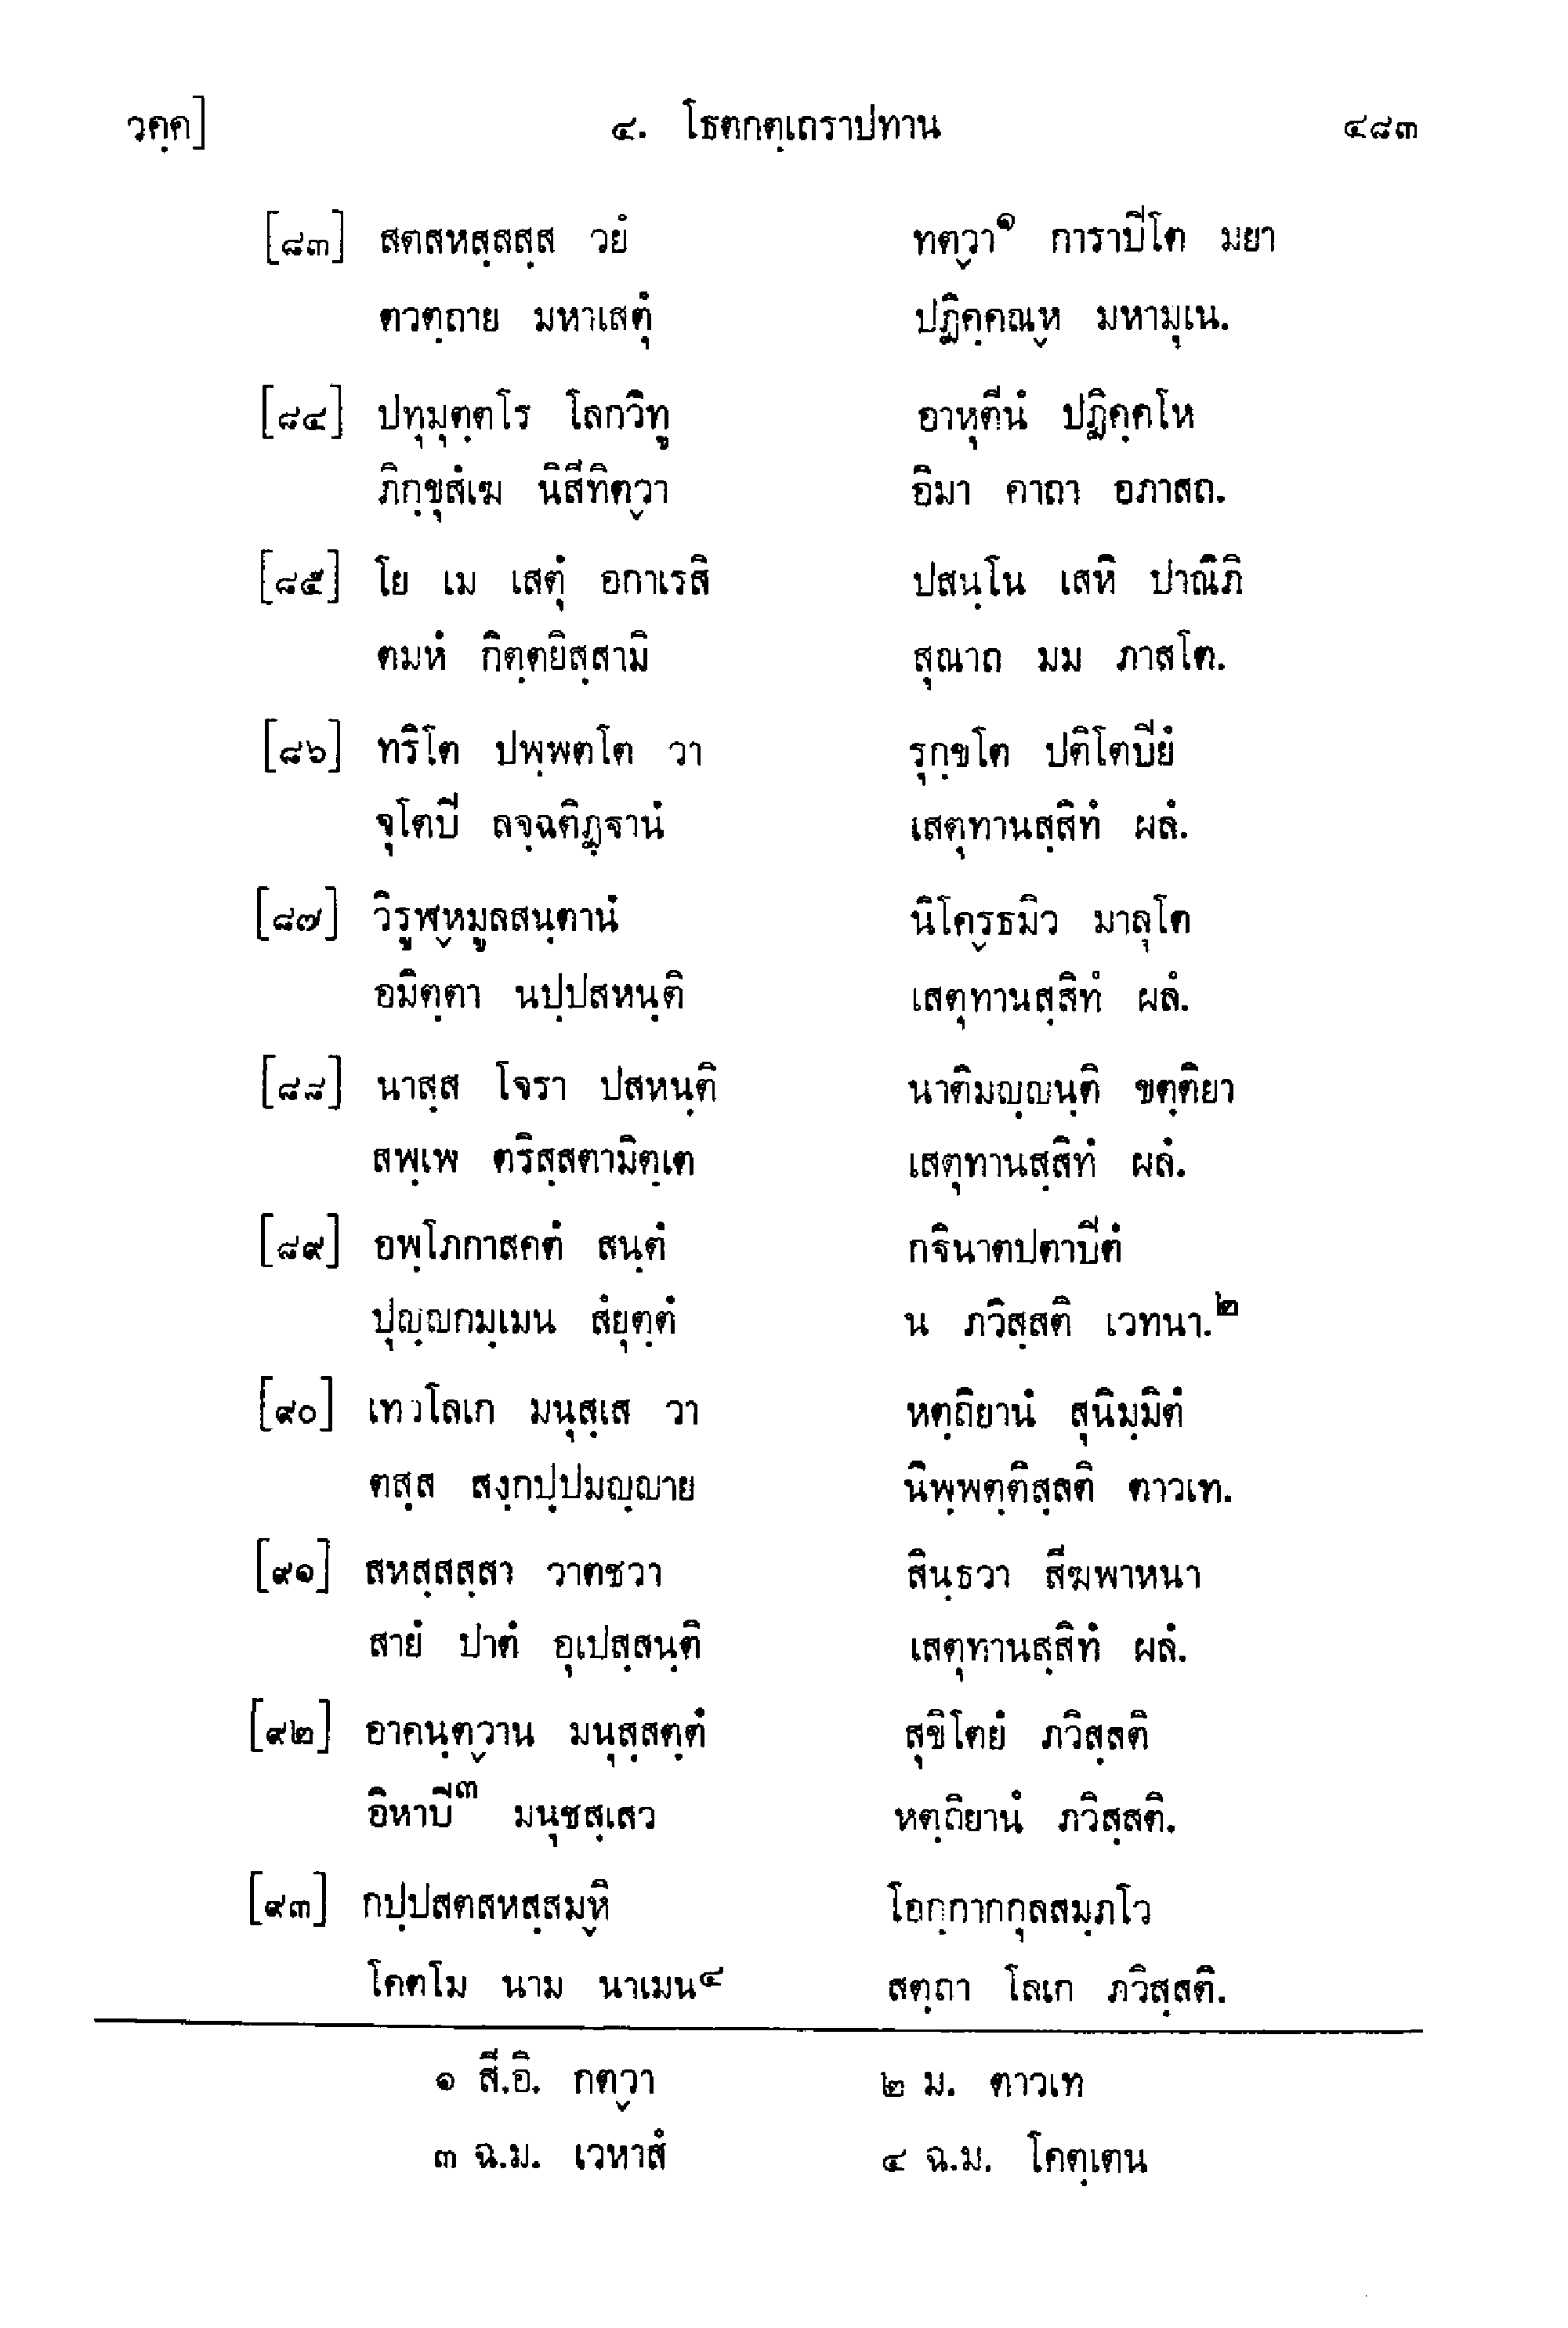 วคฺค] ๔. โธตกตฺเถราปทาน ๔๘๓
[๘๓] สตสหสฺสสฺส วยํ ทตฺวา๑ การาปีโต มยา
ตวตฺถาย มหาเสตุํ ปฏิคฺคณฺห มหามุเน.
[๘๔] ปทุมุตฺตโร โลกวิทู อาหุตีนํ ปฏิคฺคโห
ภิกฺขุสํเฆ นิสีทิตฺวา อิมา คาถา อภาสถ.
[๘๕] โย เม เสตุํ อกาเรสิ ปสนฺโน เสหิ ปาณิภิ
ตมหํ กิตฺตยิสฺสามิ สุณาถ มม ภาสโต.
[๘๖] ทริโต ปพฺพตโต วา รุกฺขโต ปติโตปียํ
จุโตปี ลจฺฉติฏฺฐานํ เสตุทานสฺสิทํ ผลํ.
[๘๗] วิรูฬฺหมูลสนฺตานํ นิโคฺรธมิว มาลุโต
อมิตฺตา นปฺปสหนฺติ เสตุทานสฺสิทํ ผลํ.
[๘๘] นาสฺส โจรา ปสหนฺติ นาติมญฺญนฺติ ขตฺติยา
สพฺเพ ตริสฺสตามิตฺเต เสตุทานสฺสิทํ ผลํ.
[๘๙] อพฺโภกาสคตํ สนฺตํ กฐินาตปตาปีตํ
ปุญฺญกมฺเมน สํยุตฺตํ น ภวิสฺสติ เวทนา.๒
[๙๐] เทวโลเก มนุสฺเส วา หตฺถิยานํ สุนิมฺมิตํ
ตสฺส สงฺกปฺปมญฺญาย นิพฺพตฺติสฺสติ ตาวเท.
[๙๑] สหสฺสสฺสา วาตชวา สินฺธวา สีฆพาหนา
สายํ ปาตํ อุเปสฺสนฺติ เสตุทานสฺสิทํ ผลํ.
[๙๒] อาคนฺตฺวาน มนุสฺสตฺตํ สุขิโตยํ ภวิสฺสติ
อิหาปี๓ มนุชสฺเสว หตฺถิยานํ ภวิสฺสติ.
[๙๓] กปฺปสตสหสฺสมฺหิ โอกฺกากกุลสมฺภโว
โคตโม นาม นาเมน๔ สตฺถา โลเก ภวิสฺสติ.
๑ สี.อิ. กตฺวา ๒ ม. ตาวเท
๓ ฉ.ม. เวหาสํ ๔ ฉ.ม. โคตฺเตน